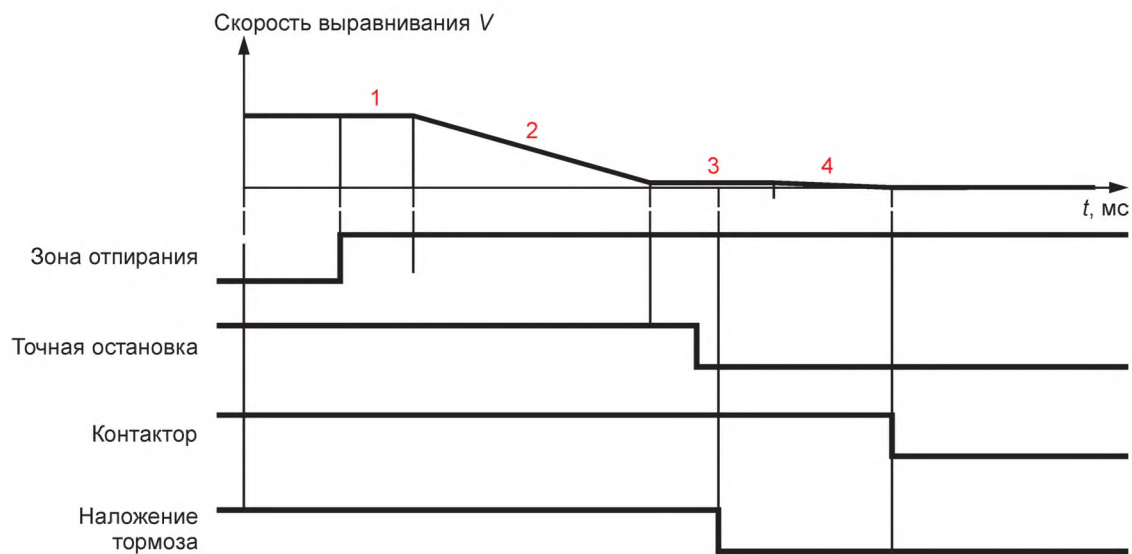 Скорость выравнивания V
1
2
3
4
t, мс
Зона отпирания
Точная остановка
Контактор
Наложение
тормоза